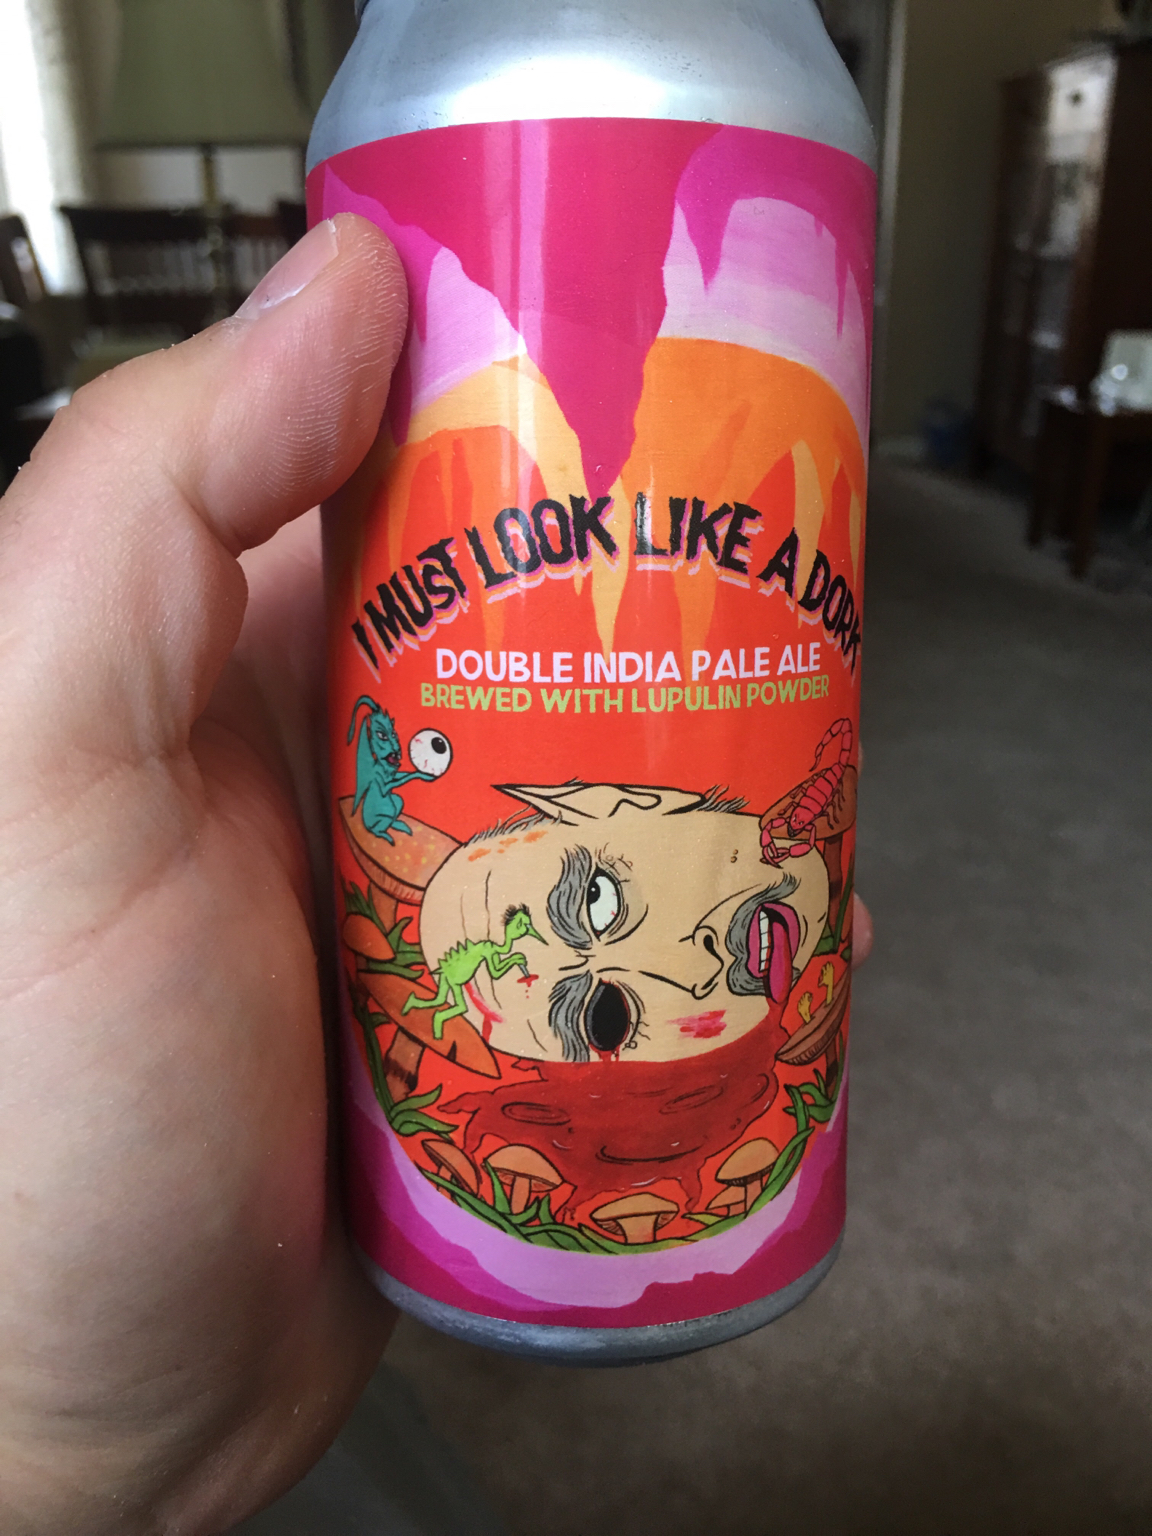 I MUST LOOK LIKE A DORK
DOUBLE INDIA PALE ALE
BREWED WITH LUPULIN POWDER